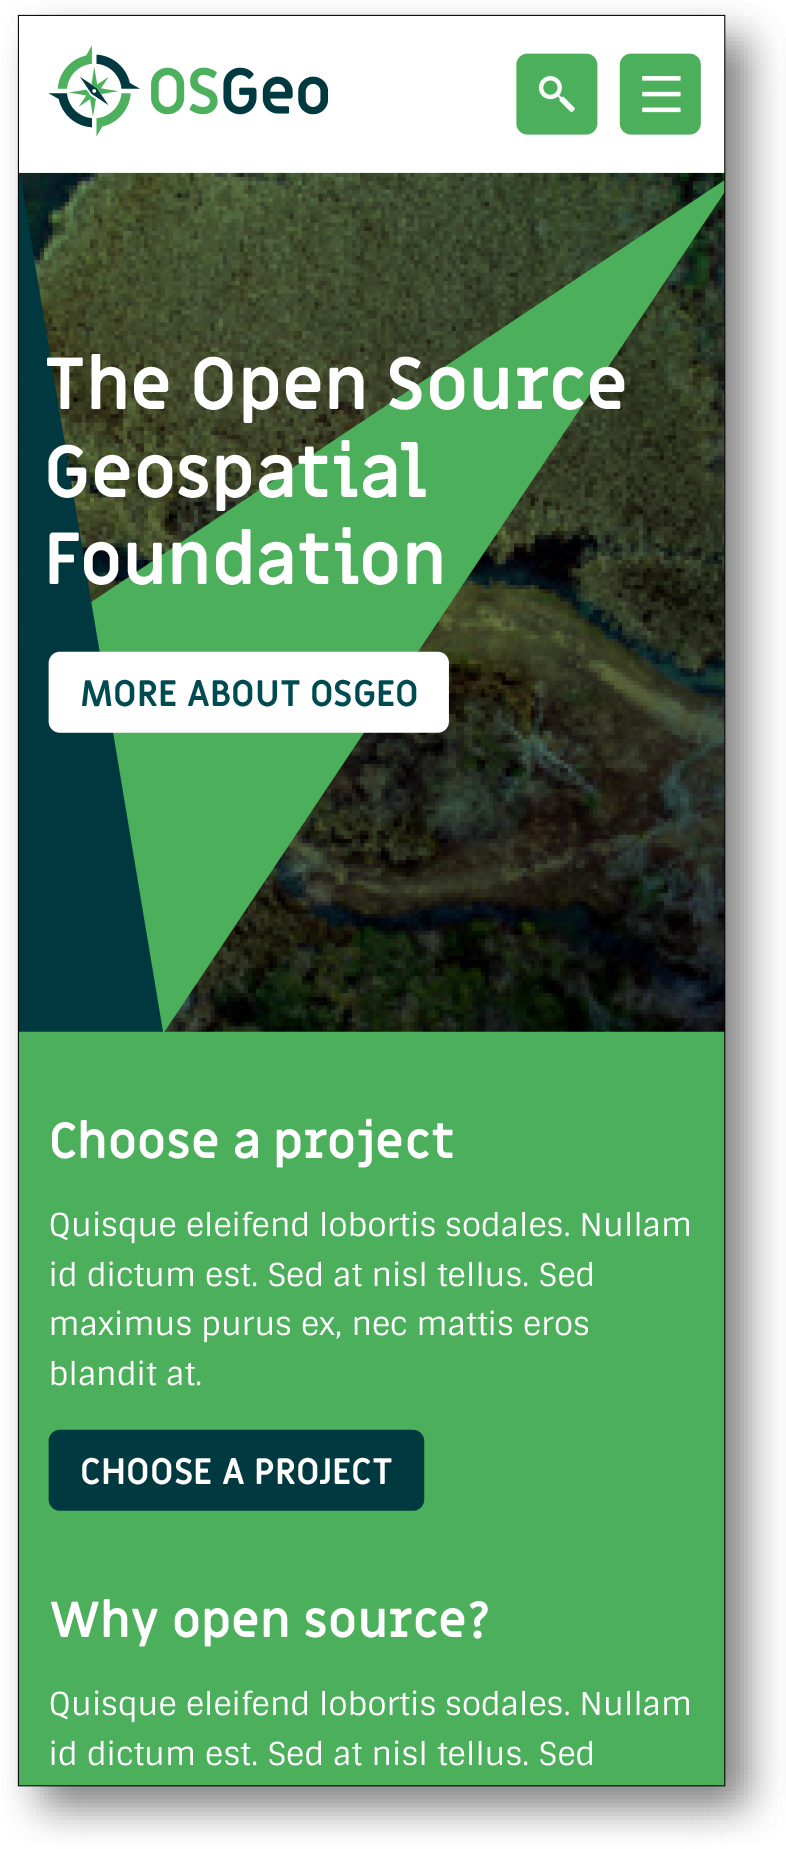 OSGeo
The Open Source
Geospatial
Foundation
MORE ABOUT OSGEO
Choose a project
Quisque eleifend lobortis sodales. Nullam
id dictum est. Sed at nisl tellus. Sed
maximus purus ex, nec mattis eros
blandit at.
CHOOSE A PROJECT
Why open source?
Quisque eleifend lobortis sodales. Nullam
id dictum est. Sed at nisl tellus. Sed